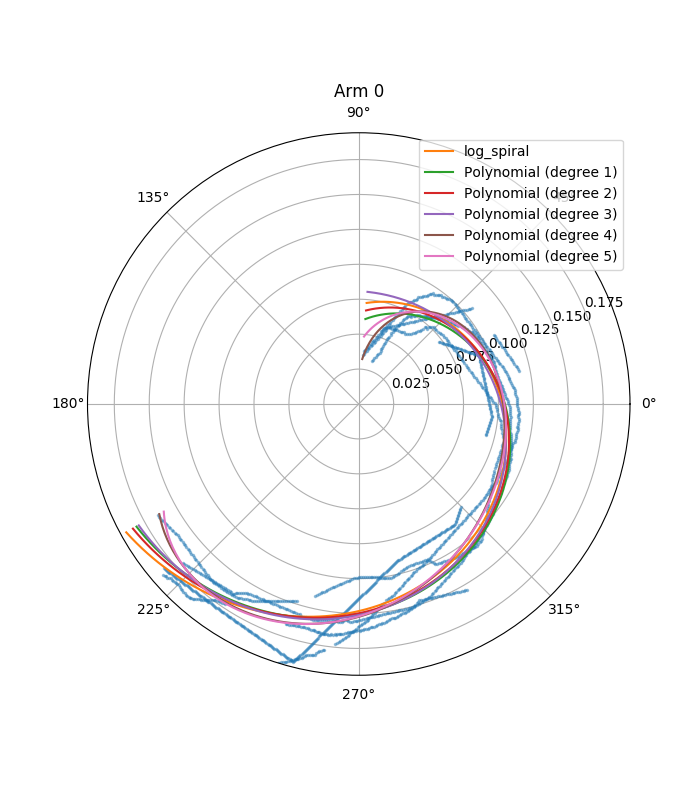 Arm 0
90°
135°
log_spiral
Polynomial (degree 1)
Polynomial (degree 2)
Polynomial (degree 3)
Polynomial (degree 4)
Polynomial (degree 5)
0.175
0.150
0.125
0.100
0.075
0.050
0.025
180°
0°
225°
315°
270°